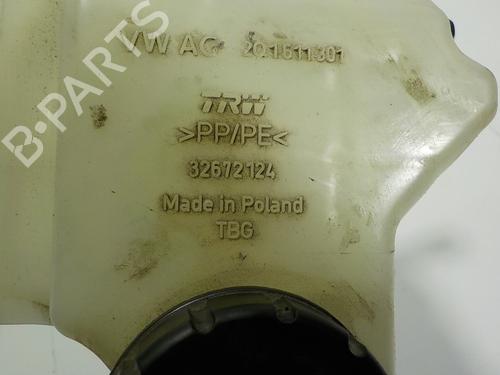 VW AG 2Q1611301
TRW
>PP/PE<
32672124
Made in Poland
TBG
B-PARTS